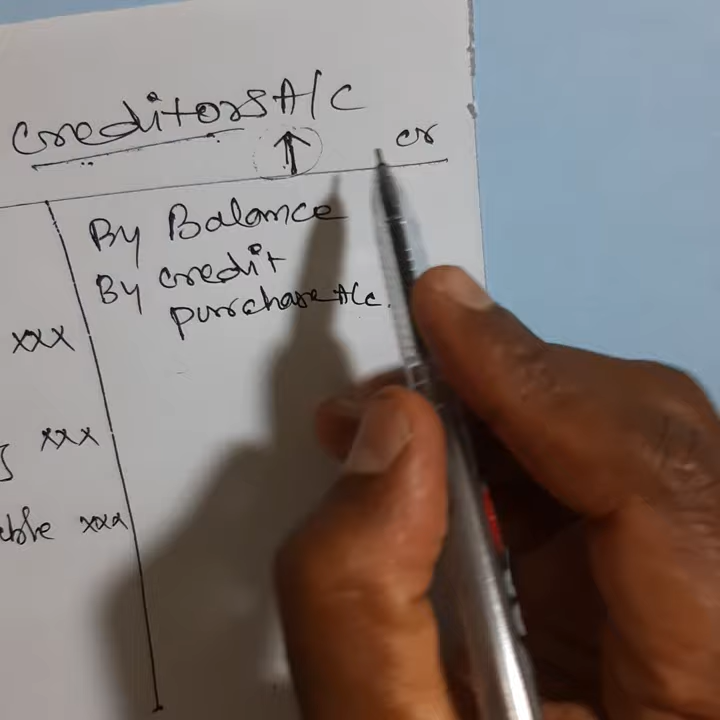 Creditors A/C
cr
By Balance
By credit
purchase A/c.
xxx
xxx
xxx